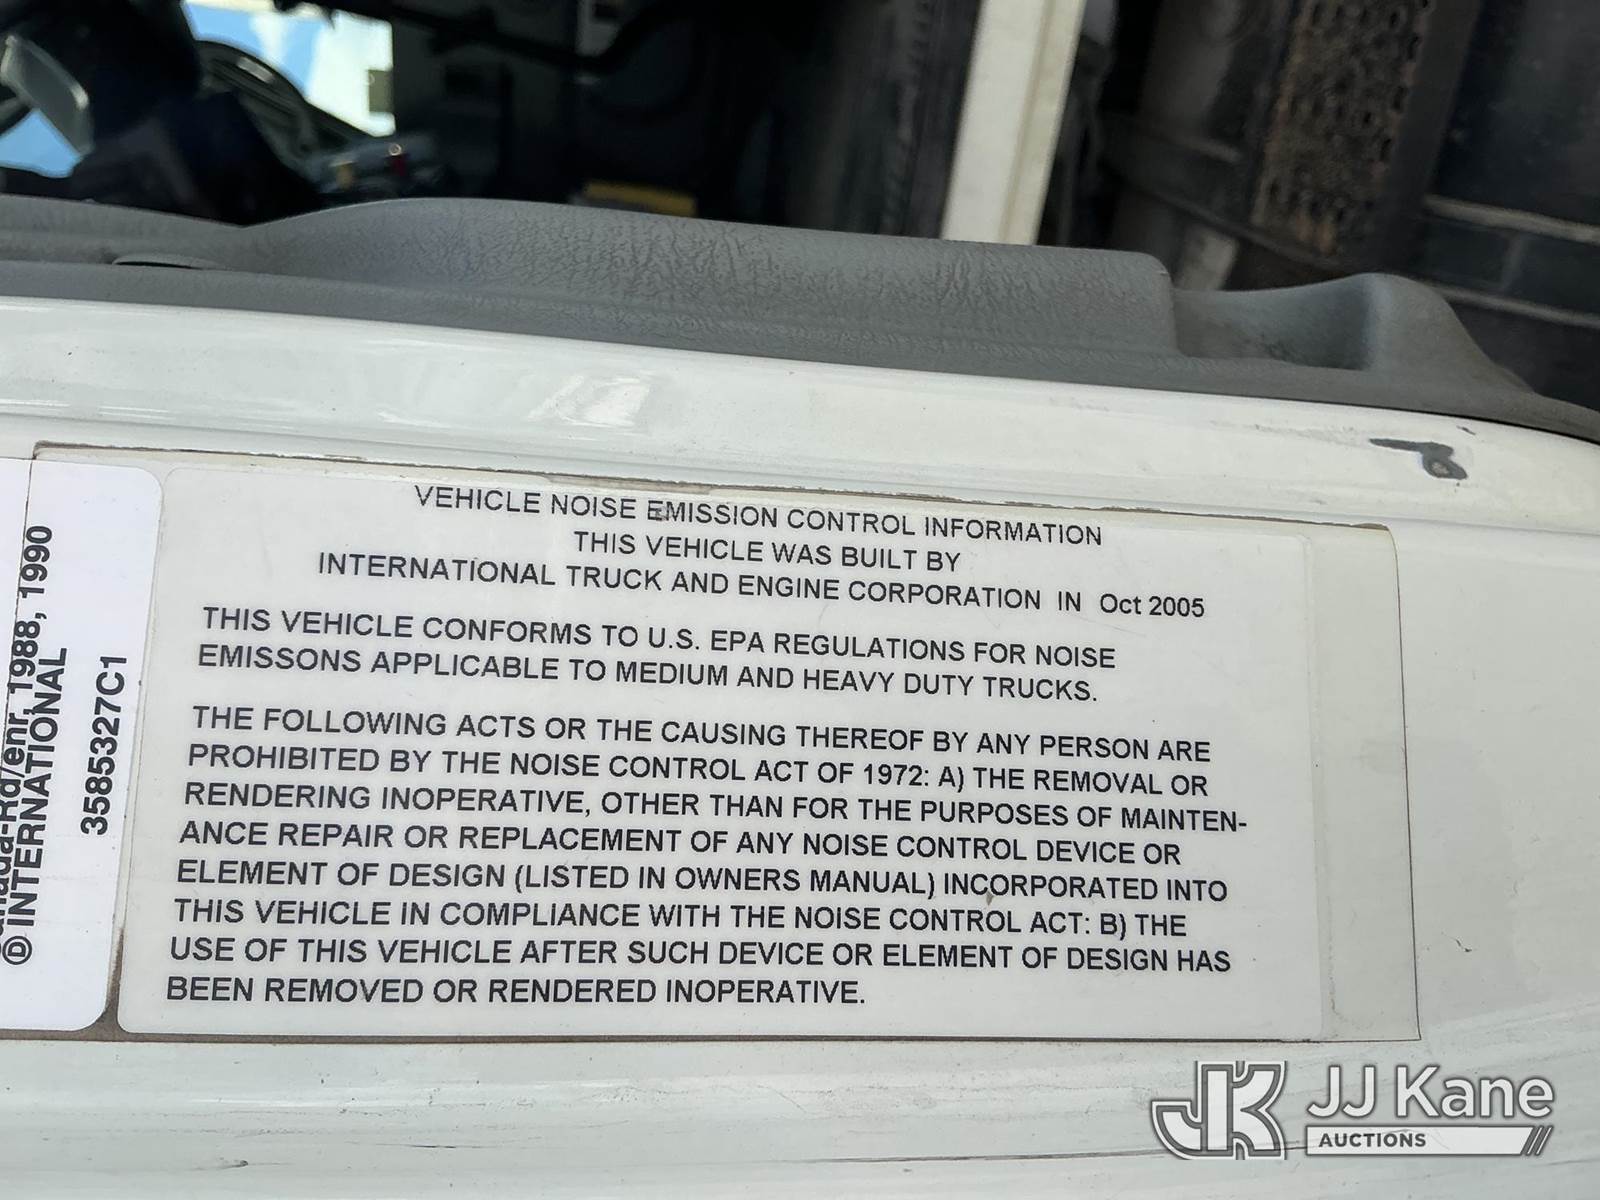 VEHICLE NOISE EMISSION CONTROL INFORMATION
THIS VEHICLE WAS BUILT BY
INTERNATIONAL TRUCK AND ENGINE CORPORATION IN Oct 2005
THIS VEHICLE CONFORMS TO U.S. EPA REGULATIONS FOR NOISE
EMISSONS APPLICABLE TO MEDIUM AND HEAVY DUTY TRUCKS.
THE FOLLOWING ACTS OR THE CAUSING THEREOF BY ANY PERSON ARE
PROHIBITED BY THE NOISE CONTROL ACT OF 1972: A) THE REMOVAL OR
RENDERING INOPERATIVE, OTHER THAN FOR THE PURPOSES OF MAINTEN-
ANCE REPAIR OR REPLACEMENT OF ANY NOISE CONTROL DEVICE OR
ELEMENT OF DESIGN (LISTED IN OWNERS MANUAL) INCORPORATED INTO
THIS VEHICLE IN COMPLIANCE WITH THE NOISE CONTROL ACT: B) THE
USE OF THIS VEHICLE AFTER SUCH DEVICE OR ELEMENT OF DESIGN HAS
BEEN REMOVED OR RENDERED INOPERATIVE.
Rd/enr, 1988, 1990
INTERNATIONAL
3585327C1
JK JJ Kane
AUCTIONS